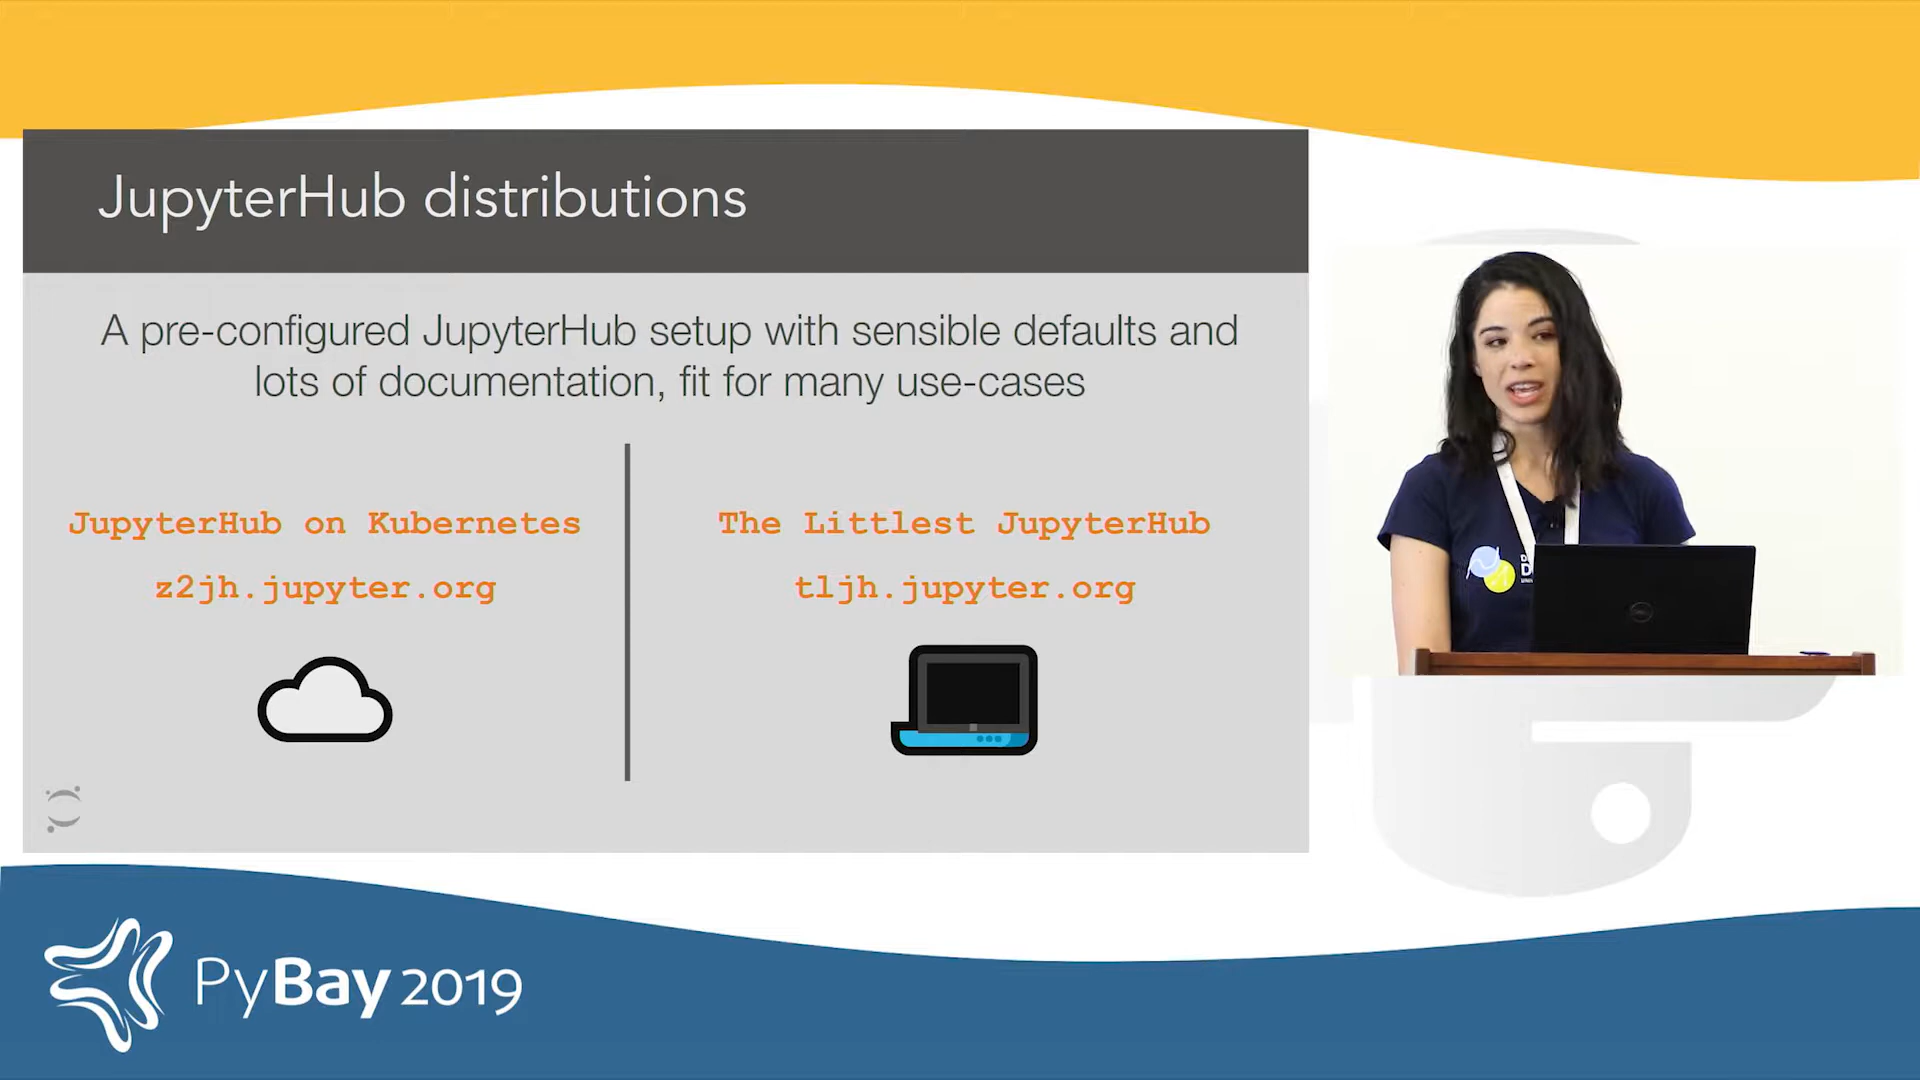 JupyterHub distributions
A pre-configured JupyterHub setup with sensible defaults and
lots of documentation, fit for many use-cases
JupyterHub on Kubernetes
z2jh.jupyter.org
The Littlest JupyterHub
tljh.jupyter.org
PyBay 2019